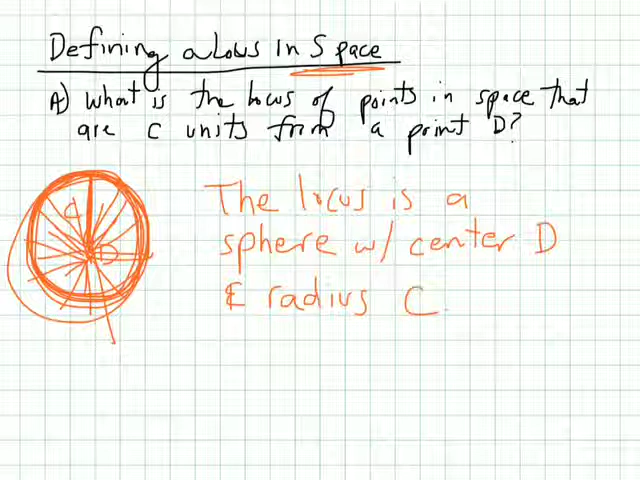 Defining a Locus in Space
A) What is the locus of points in space that
are C units from a point D?
C
D
The locus is a
sphere w/ center D
& radius C